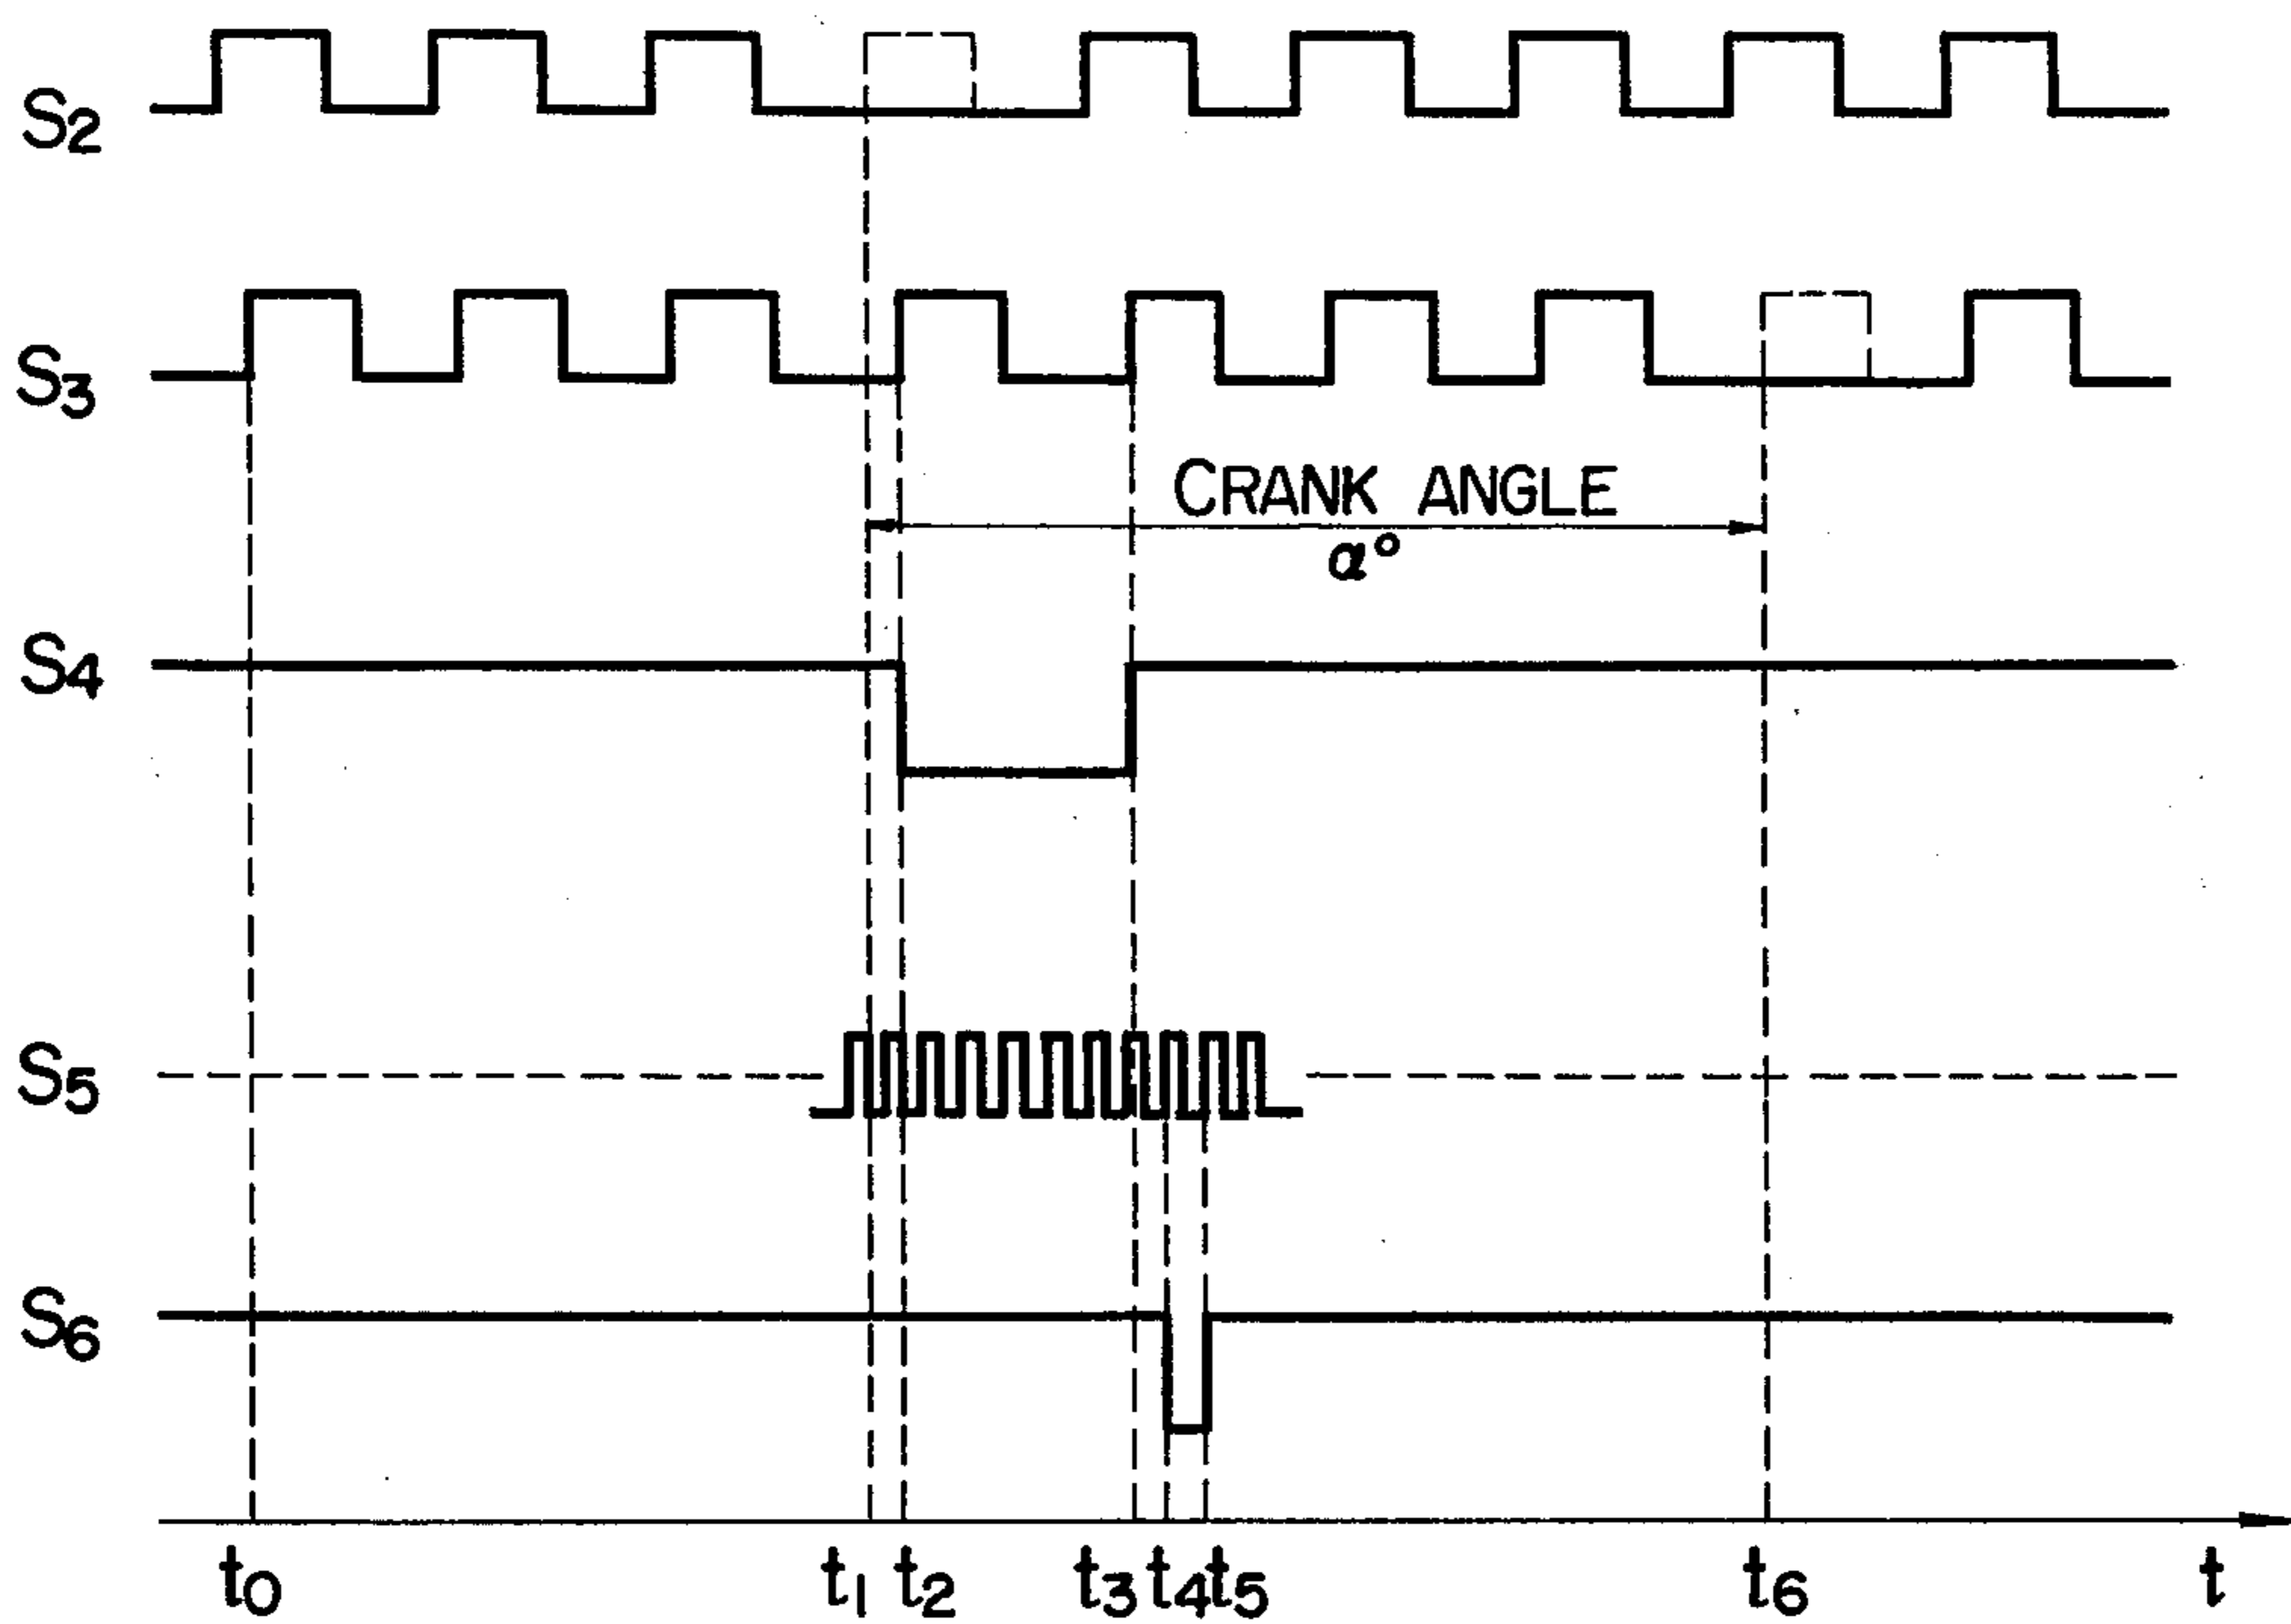 S2
S3
CRANK ANGLE
α°
S4
S5
S6
t0 t1 t2 t3 t4 t5 t6 t